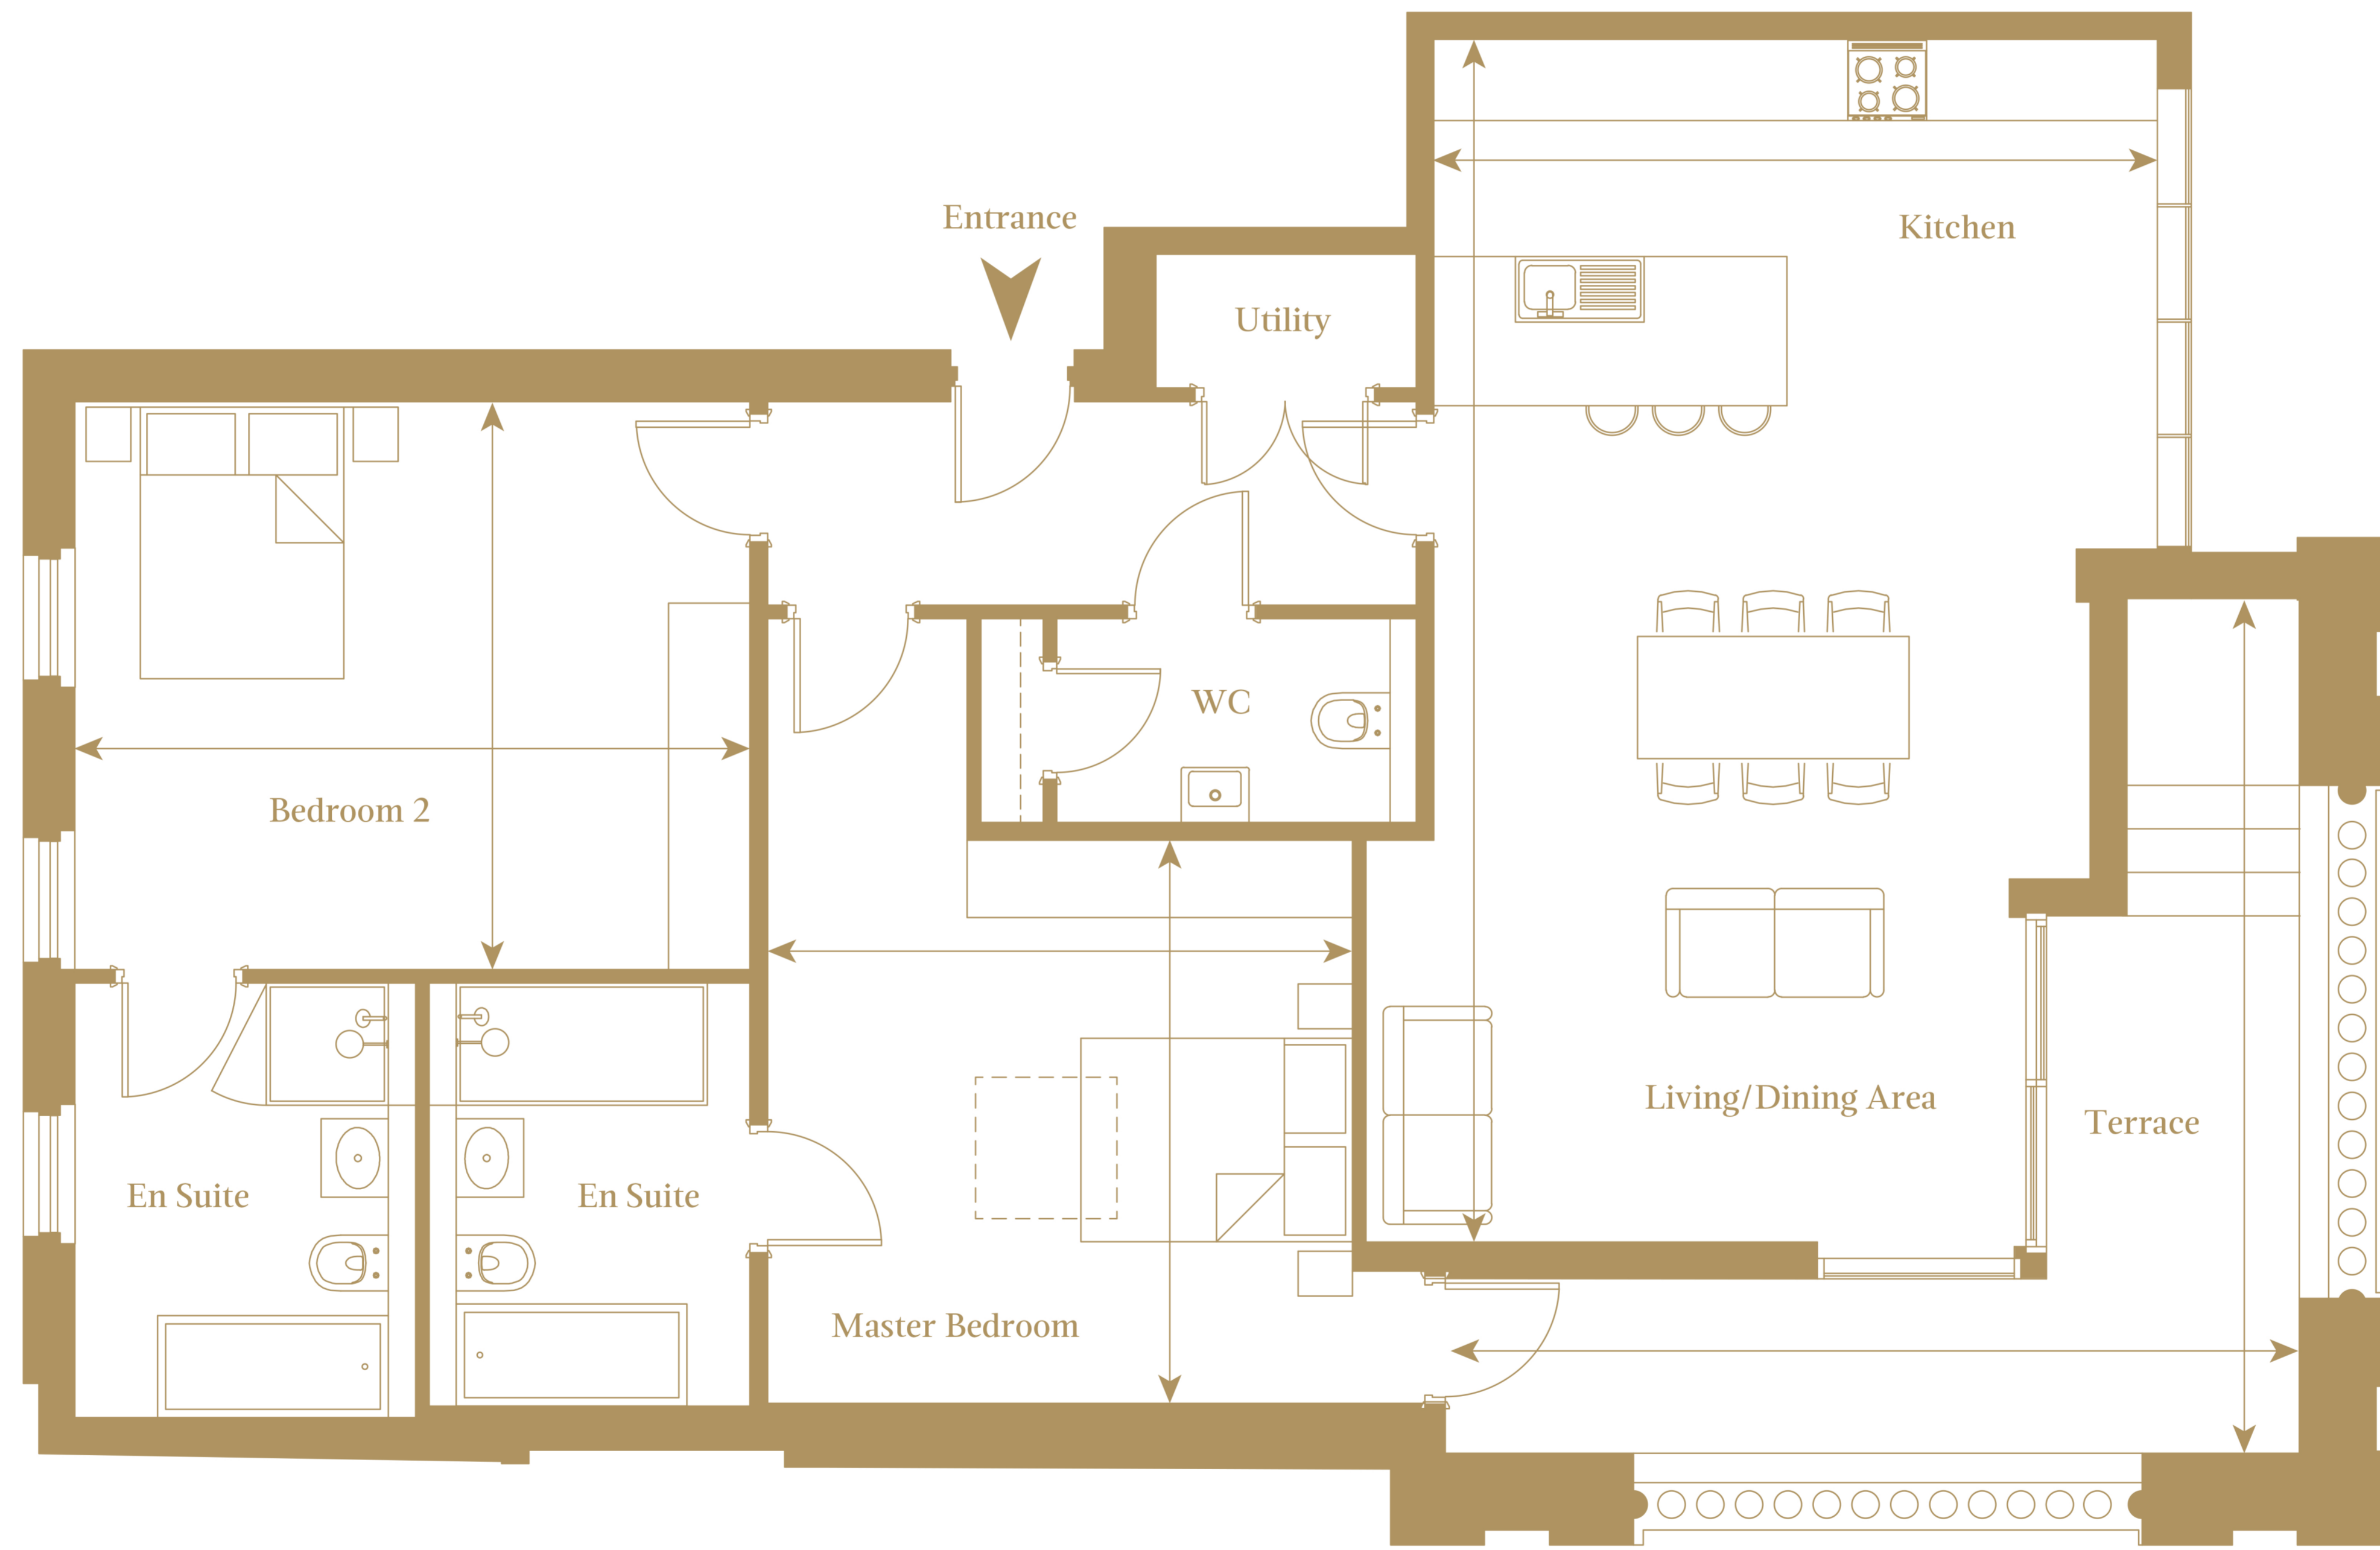 Entrance
Kitchen
Utility
WC
Bedroom 2
Living/Dining Area
Terrace
En Suite
En Suite
Master Bedroom